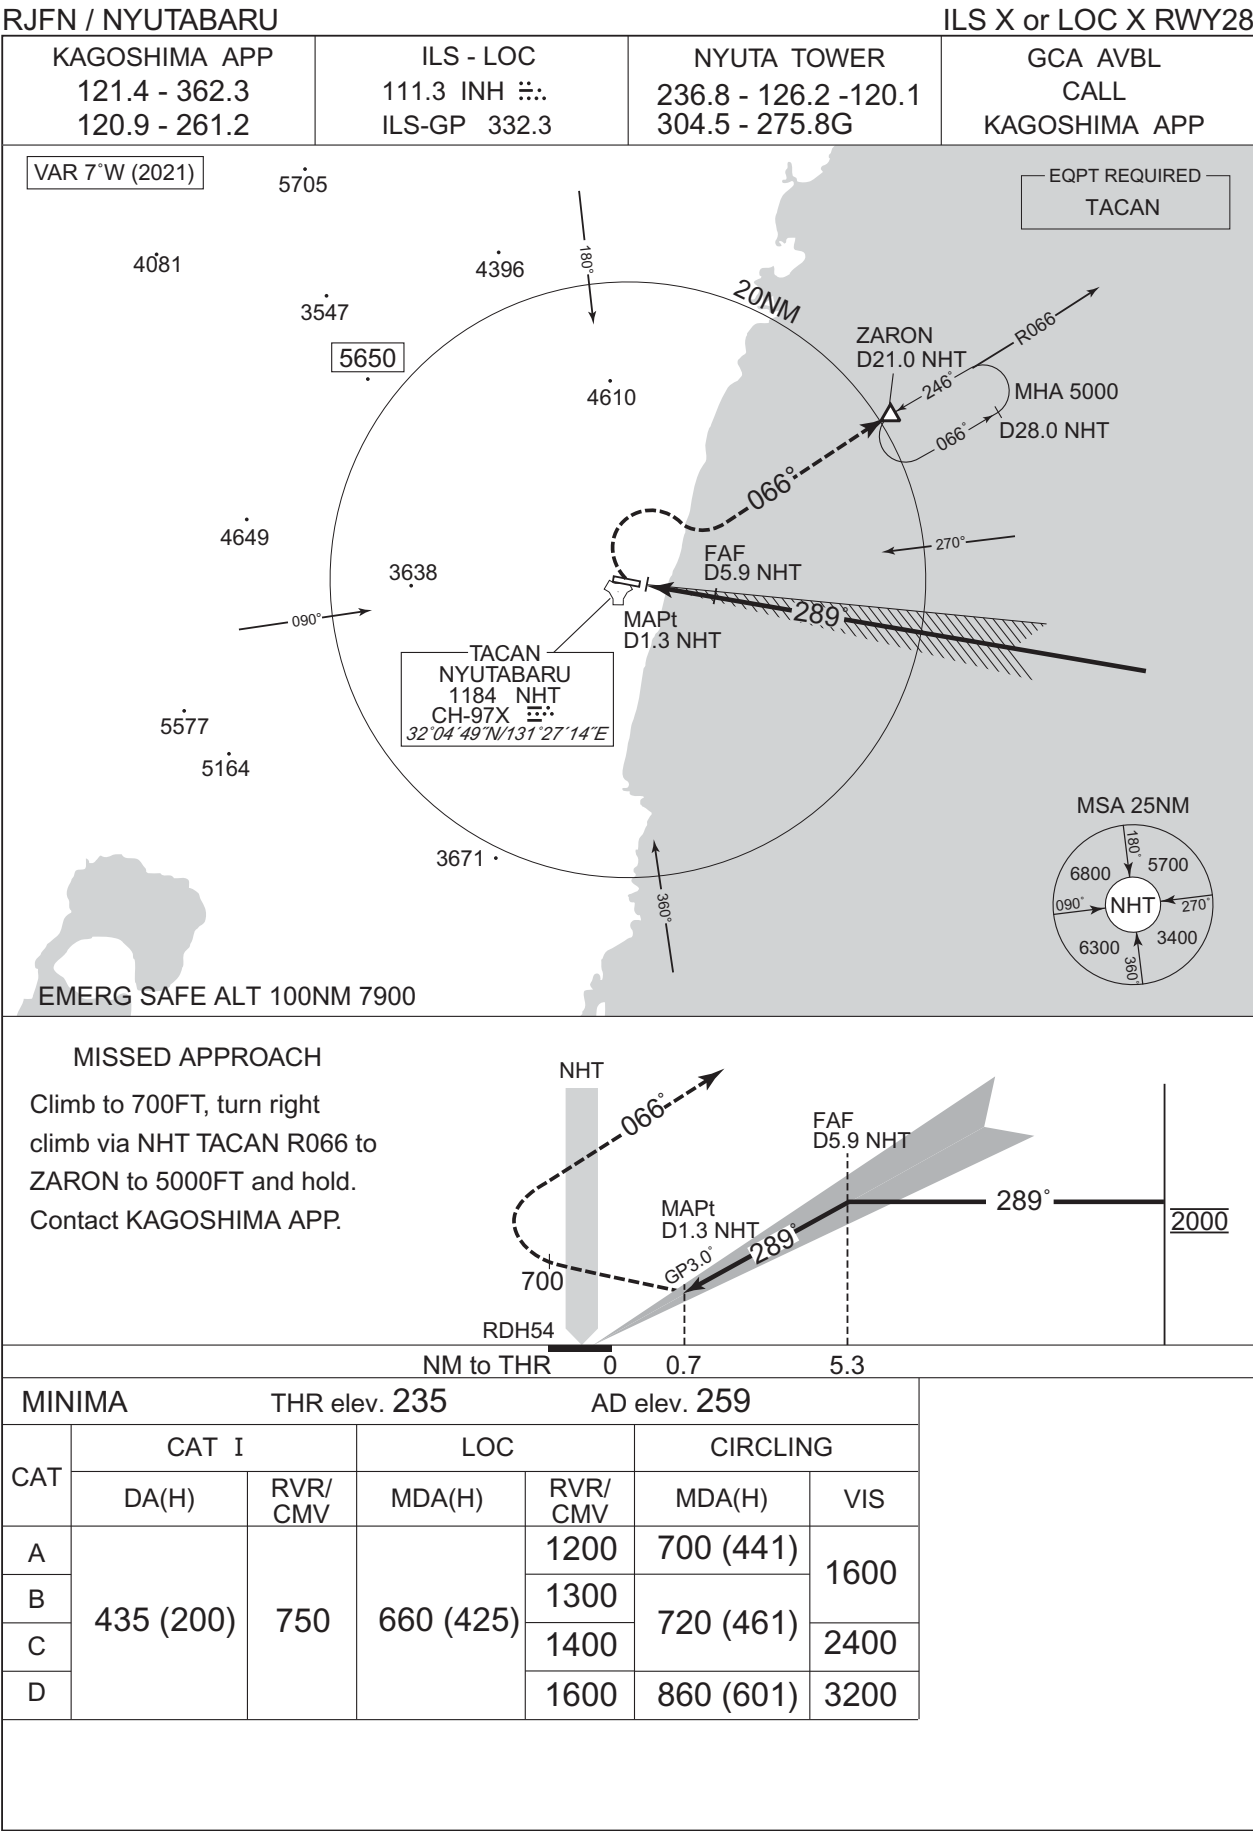 RJFN / NYUTABARU
ILS X or LOC X RWY28
KAGOSHIMA APP
121.4 - 362.3
120.9 - 261.2
ILS - LOC
111.3 INH
ILS-GP 332.3
NYUTA TOWER
236.8 - 126.2 -120.1
304.5 - 275.8G
GCA AVBL
CALL
KAGOSHIMA APP
VAR 7˚W (2021)
EQPT REQUIRED
TACAN
5705
4081
4396
180˚
3547
20NM
5650
4610
ZARON
D21.0 NHT
R066
246˚
MHA 5000
066˚
D28.0 NHT
066˚
4649
3638
FAF
D5.9 NHT
270˚
090˚
289˚
MAPt
D1.3 NHT
TACAN
NYUTABARU
1184 NHT
CH-97X
32˚04´49˝N/131˚27´14˝E
5577
5164
3671
360˚
MSA 25NM
180˚
6800
5700
090˚
NHT
270˚
6300
3400
360˚
EMERG SAFE ALT 100NM 7900
MISSED APPROACH
Climb to 700FT, turn right
climb via NHT TACAN R066 to
ZARON to 5000FT and hold.
Contact KAGOSHIMA APP.
NHT
066˚
FAF
D5.9 NHT
MAPt
D1.3 NHT
289˚
289˚
2000
GP3.0˚
700
RDH54
NM to THR 0 0.7 5.3
MINIMA THR elev. 235 AD elev. 259
CAT
CAT I LOC CIRCLING
DA(H) RVR/CMV MDA(H) RVR/CMV MDA(H) VIS
A 1200 700 (441) 1600
B 1300
435 (200) 750 660 (425) 720 (461)
C 1400 2400
D 1600 860 (601) 3200